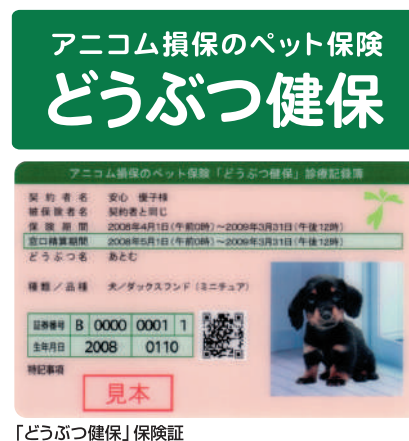 アニコム損保のペット保険
どうぶつ健保
アニコム損保のペット保険「どうぶつ健保」診療記録簿
契約者名 安心 優子様
被保険者名 契約者と同じ
保険期間 2008年4月1日(午前0時)～2009年3月31日(午後12時)
窓口精算期間 2008年5月1日(午前0時)～2009年3月31日(午後12時)
どうぶつ名 あとむ
種類／品種 犬／ダックスフンド（ミニチュア）
証券番号 B 0000 0001 1
生年月日 2008 0110
特記事項
見本
「どうぶつ健保」保険証